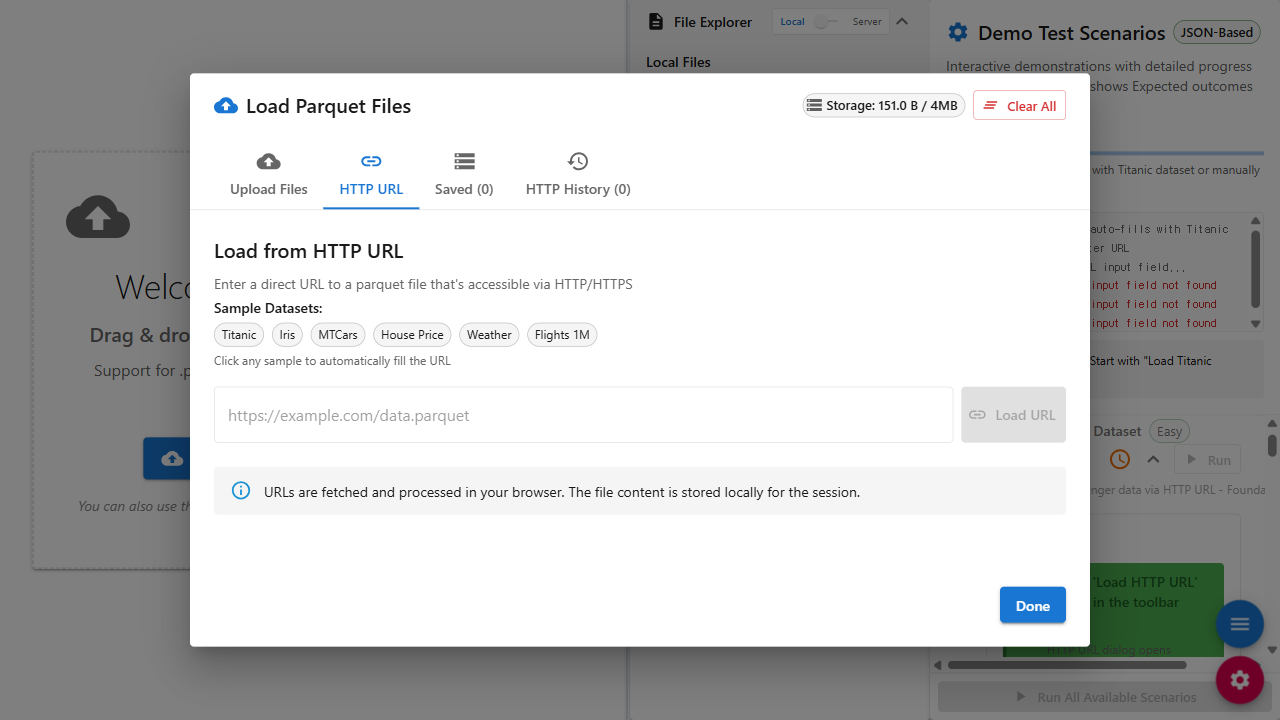 File Explorer
Local
Server
Local Files
Demo Test Scenarios
JSON-Based
Interactive demonstrations with detailed progress
shows Expected outcomes
Load Parquet Files
Storage: 151.0 B / 4MB
Clear All
Upload Files
HTTP URL
Saved (0)
HTTP History (0)
with Titanic dataset or manually
Load from HTTP URL
Enter a direct URL to a parquet file that's accessible via HTTP/HTTPS
Sample Datasets:
Titanic
Iris
MTCars
House Price
Weather
Flights 1M
Click any sample to automatically fill the URL
https://example.com/data.parquet
Load URL
URLs are fetched and processed in your browser. The file content is stored locally for the session.
Done
Welc
Drag & dro
Support for .p
You can also use th
auto-fills with Titanic
er URL
L input field...
input field not found
input field not found
input field not found
Start with "Load Titanic
Dataset
Easy
Run
nger data via HTTP URL - Founda
'Load HTTP URL'
in the toolbar
HTTP URL dialog opens
Run All Available Scenarios